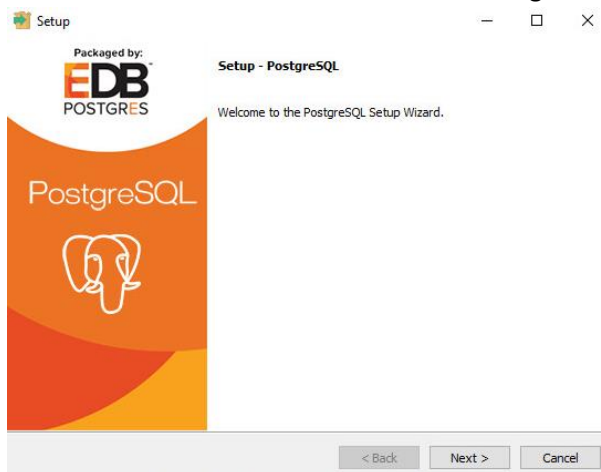 Setup
Packaged by:
EDB
POSTGRES
PostgreSQL
Setup - PostgreSQL
Welcome to the PostgreSQL Setup Wizard.
< Back
Next >
Cancel